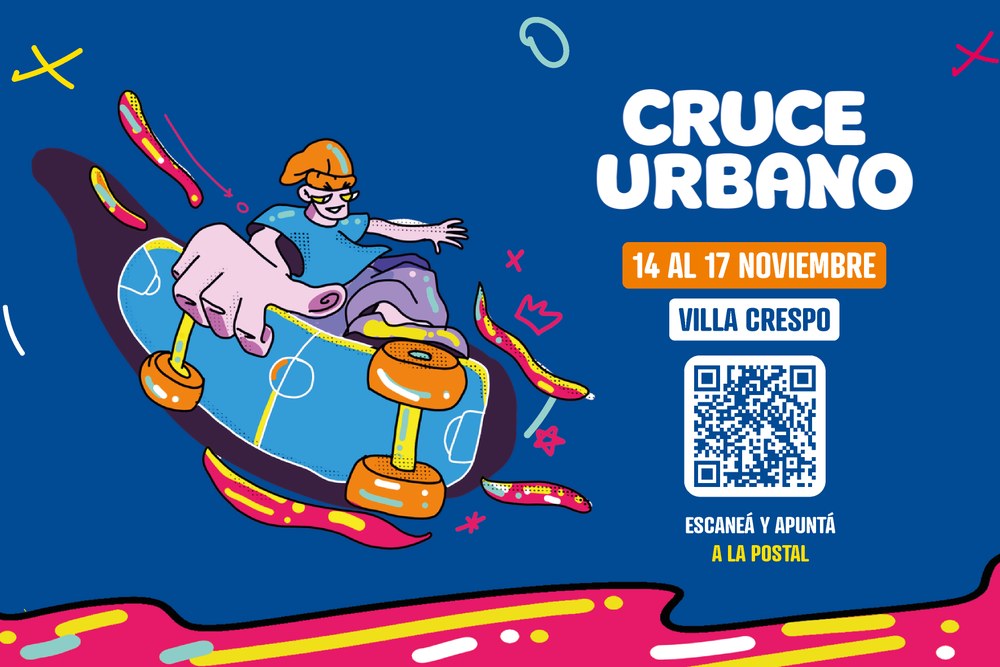 CRUCE
URBANO
14 AL 17 NOVIEMBRE
VILLA CRESPO
ESCANEÁ Y APUNTÁ
A LA POSTAL